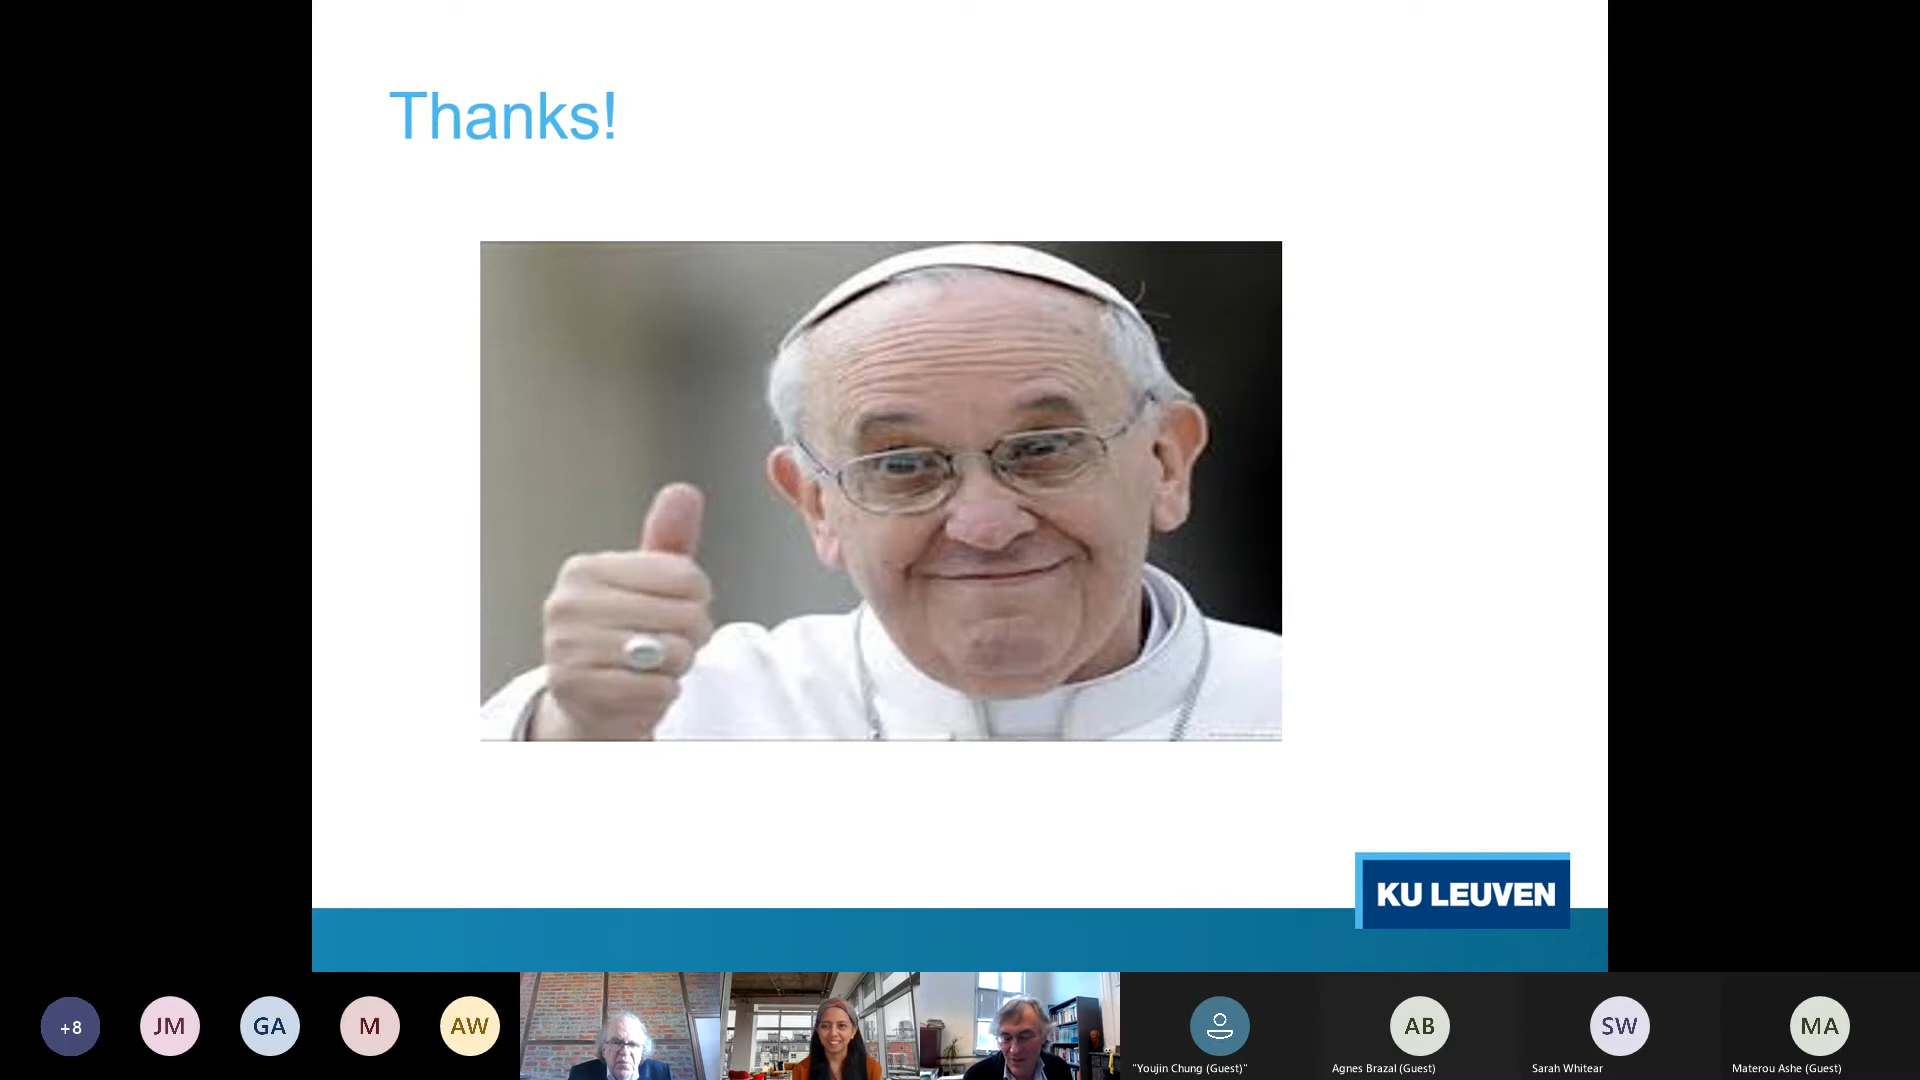 Thanks!
KU LEUVEN
+8
JM
GA
M
AW
AB
SW
MA
"Youjin Chung (Guest)"
Agnes Brazal (Guest)
Sarah Whitear
Materou Ashe (Guest)